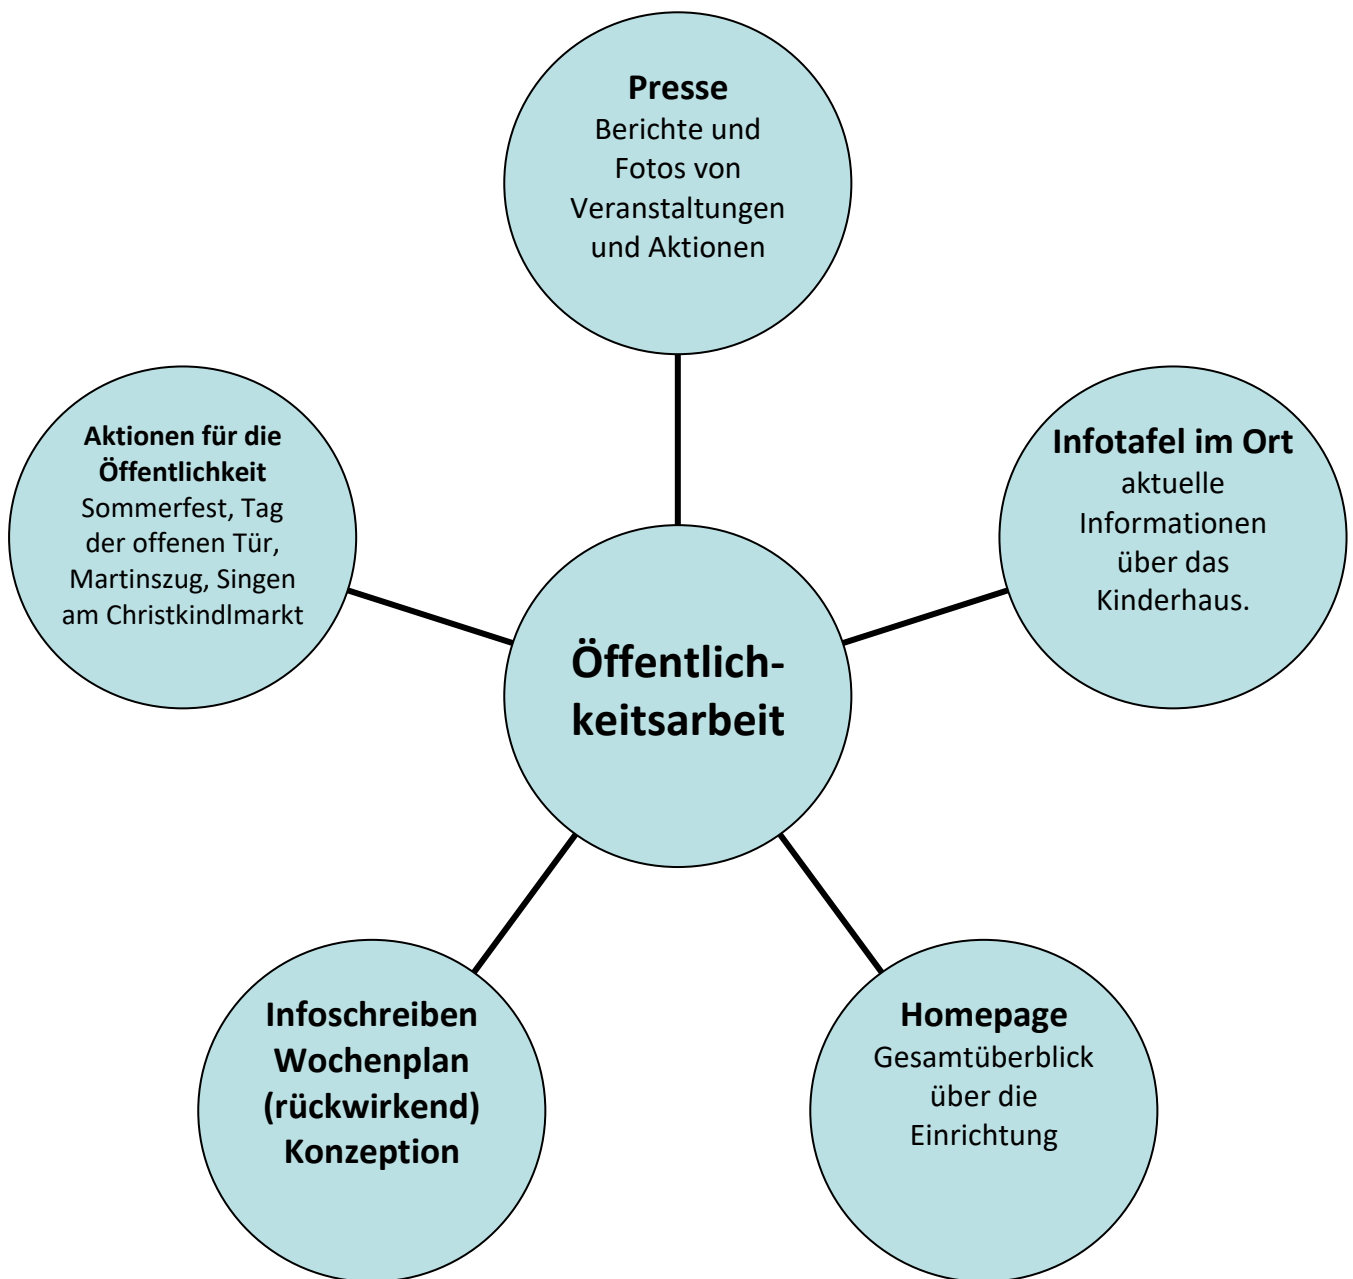 Presse
Berichte und
Fotos von
Veranstaltungen
und Aktionen
Aktionen für die
Öffentlichkeit
Sommerfest, Tag
der offenen Tür,
Martinszug, Singen
am Christkindlmarkt
Infotafel im Ort
aktuelle
Informationen
über das
Kinderhaus.
Öffentlich-
keitsarbeit
Infoschreiben
Wochenplan
(rückwirkend)
Konzeption
Homepage
Gesamtüberblick
über die
Einrichtung